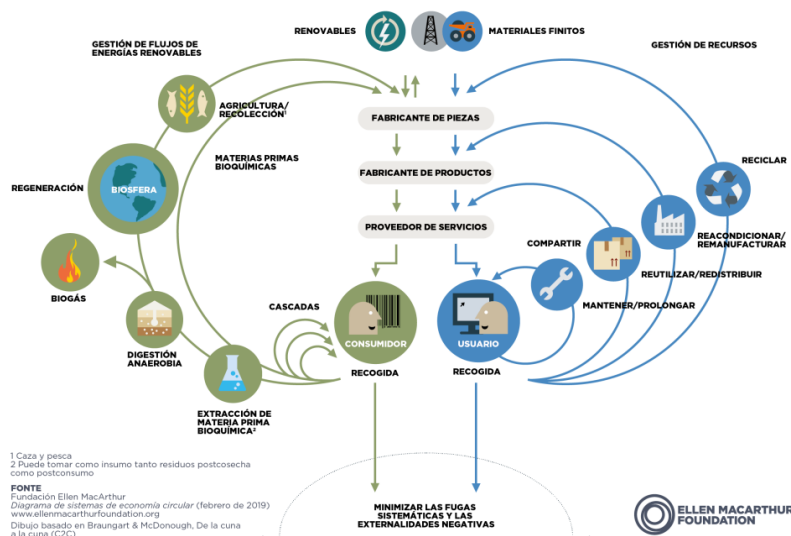 RENOVABLES
MATERIALES FINITOS
GESTIÓN DE FLUJOS DE
ENERGÍAS RENOVABLES
GESTIÓN DE RECURSOS
AGRICULTURA/
RECOLECCIÓN¹
FABRICANTE DE PIEZAS
MATERIAS PRIMAS
BIOQUÍMICAS
RECICLAR
FABRICANTE DE PRODUCTOS
REGENERACIÓN
BIOSFERA
PROVEEDOR DE SERVICIOS
REACONDICIONAR/
REMANUFACTURAR
COMPARTIR
REUTILIZAR/REDISTRIBUIR
BIOGÁS
MANTENER/PROLONGAR
CASCADAS
CONSUMIDOR
USUARIO
DIGESTIÓN
ANAEROBIA
RECOGIDA
RECOGIDA
EXTRACCIÓN DE
MATERIA PRIMA
BIOQUÍMICA²
1 Caza y pesca
2 Puede tomar como insumo tanto residuos postcosecha
como postconsumo
FONTE
Fundación Ellen MacArthur
Diagrama de sistemas de economía circular (febrero de 2019)
www.ellenmacarthurfoundation.org
Dibujo basado en Braungart & McDonough, De la cuna
a la cuna (C2C)
MINIMIZAR LAS FUGAS
SISTEMÁTICAS Y LAS
EXTERNALIDADES NEGATIVAS
ELLEN MACARTHUR
FOUNDATION